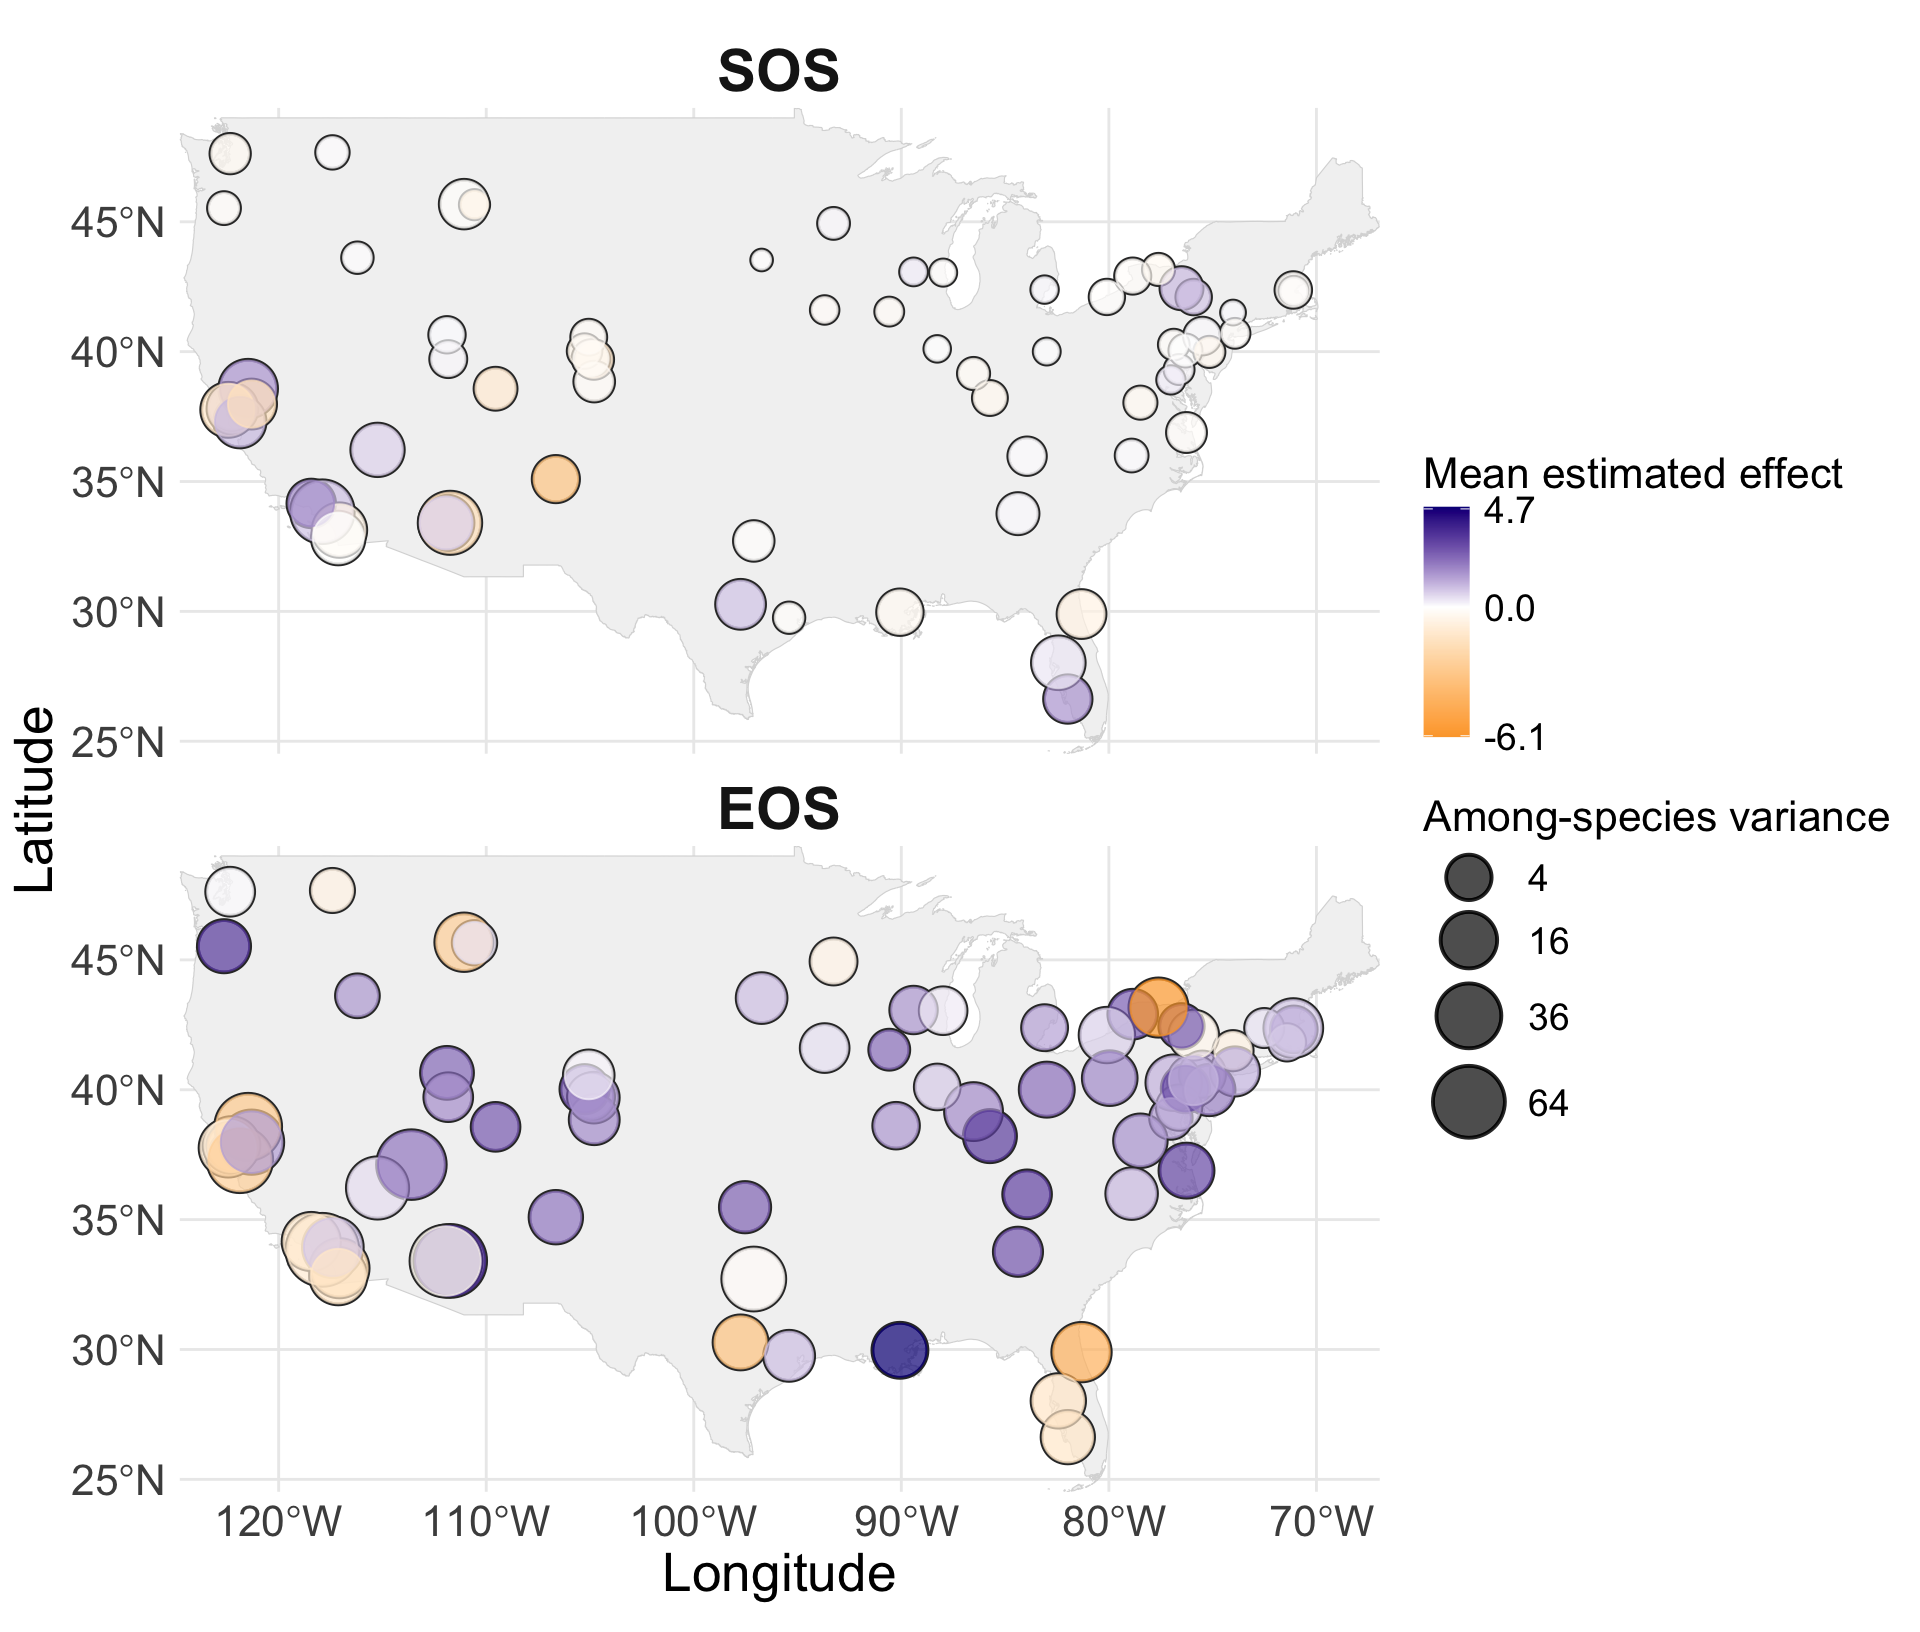 SOS
45°N
40°N
35°N
30°N
25°N
Latitude
Mean estimated effect
4.7
0.0
-6.1
Among-species variance
4
16
36
64
EOS
45°N
40°N
35°N
30°N
25°N
120°W 110°W 100°W 90°W 80°W 70°W
Longitude